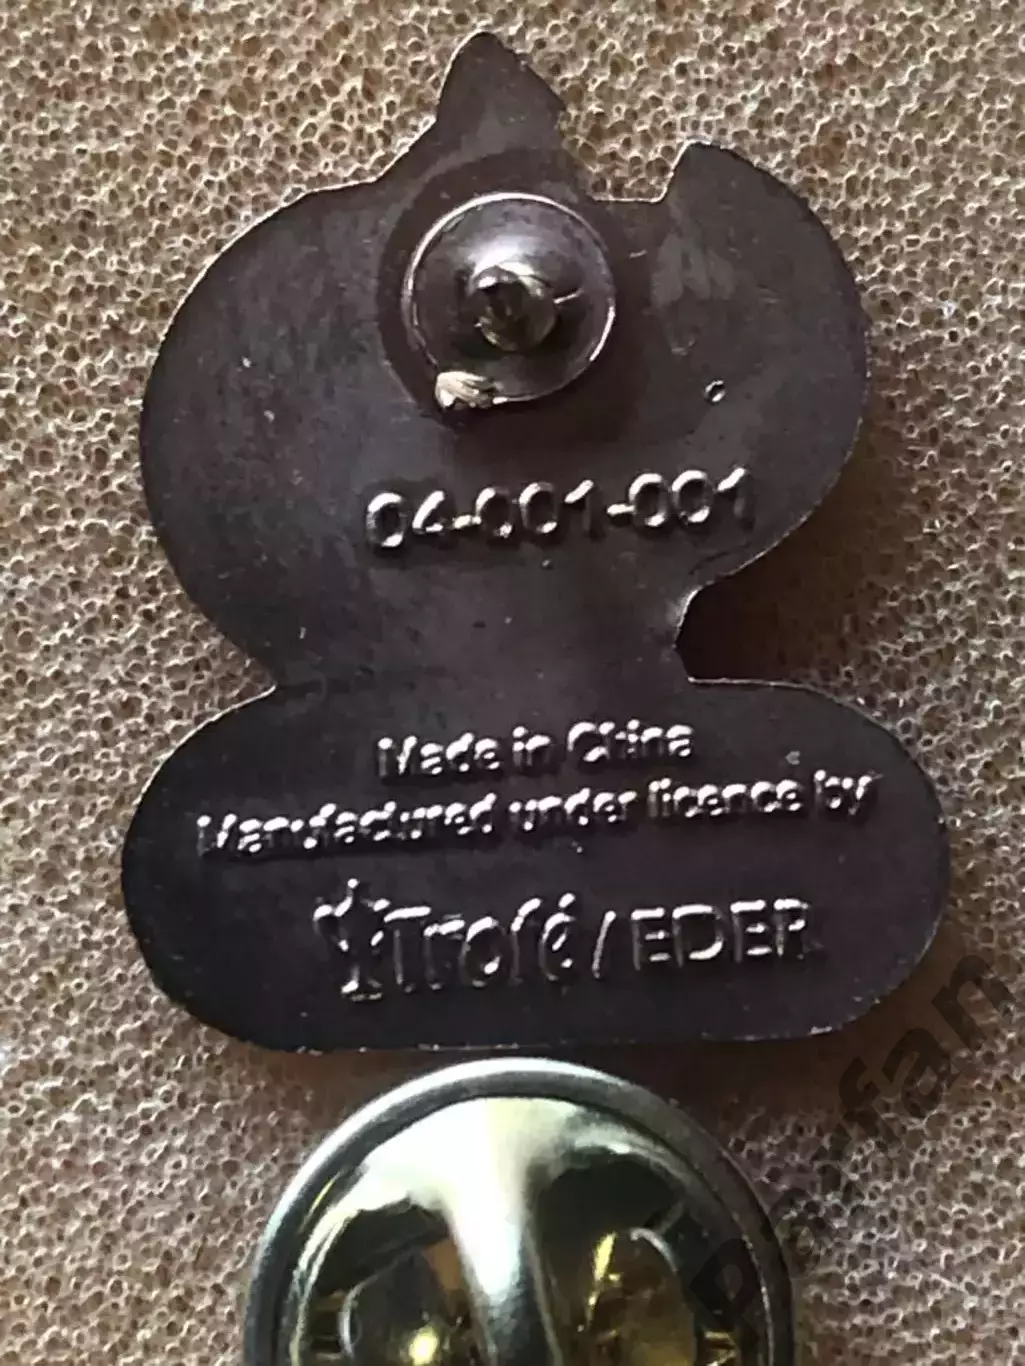 04-001-001
Made in China
Manufactured under licence by
Trofé / EDER